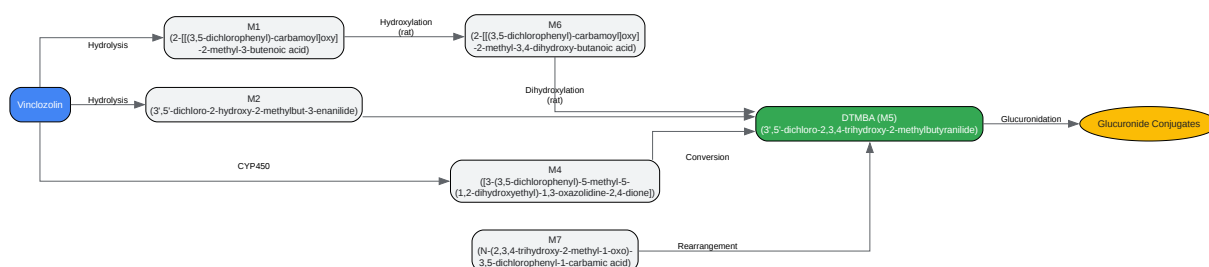 M1
(2-[[(3,5-dichlorophenyl)-carbamoyl]oxy]
-2-methyl-3-butenoic acid)
Hydroxylation
(rat)
M6
(2-[[(3,5-dichlorophenyl)-carbamoyl]oxy]
-2-methyl-3,4-dihydroxy-butanoic acid)
Hydrolysis
Vinclozolin
Hydrolysis
M2
(3',5'-dichloro-2-hydroxy-2-methylbut-3-enanilide)
Dihydroxylation
(rat)
DTMBA (M5)
(3',5'-dichloro-2,3,4-trihydroxy-2-methylbutyranilide)
Glucuronidation
Glucuronide Conjugates
CYP450
M4
([3-(3,5-dichlorophenyl)-5-methyl-5-
(1,2-dihydroxyethyl)-1,3-oxazolidine-2,4-dione])
Conversion
M7
(N-(2,3,4-trihydroxy-2-methyl-1-oxo)-
3,5-dichlorophenyl-1-carbamic acid)
Rearrangement